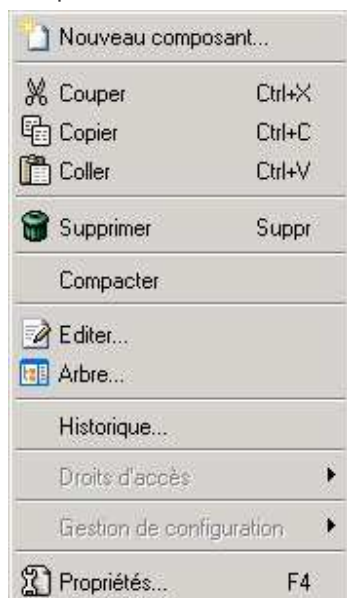 Nouveau composant...
Couper Ctrl+X
Copier Ctrl+C
Coller Ctrl+V
Supprimer Suppr
Compacter
Editer...
Arbre...
Historique...
Droits d'accès
Gestion de configuration
Propriétés... F4